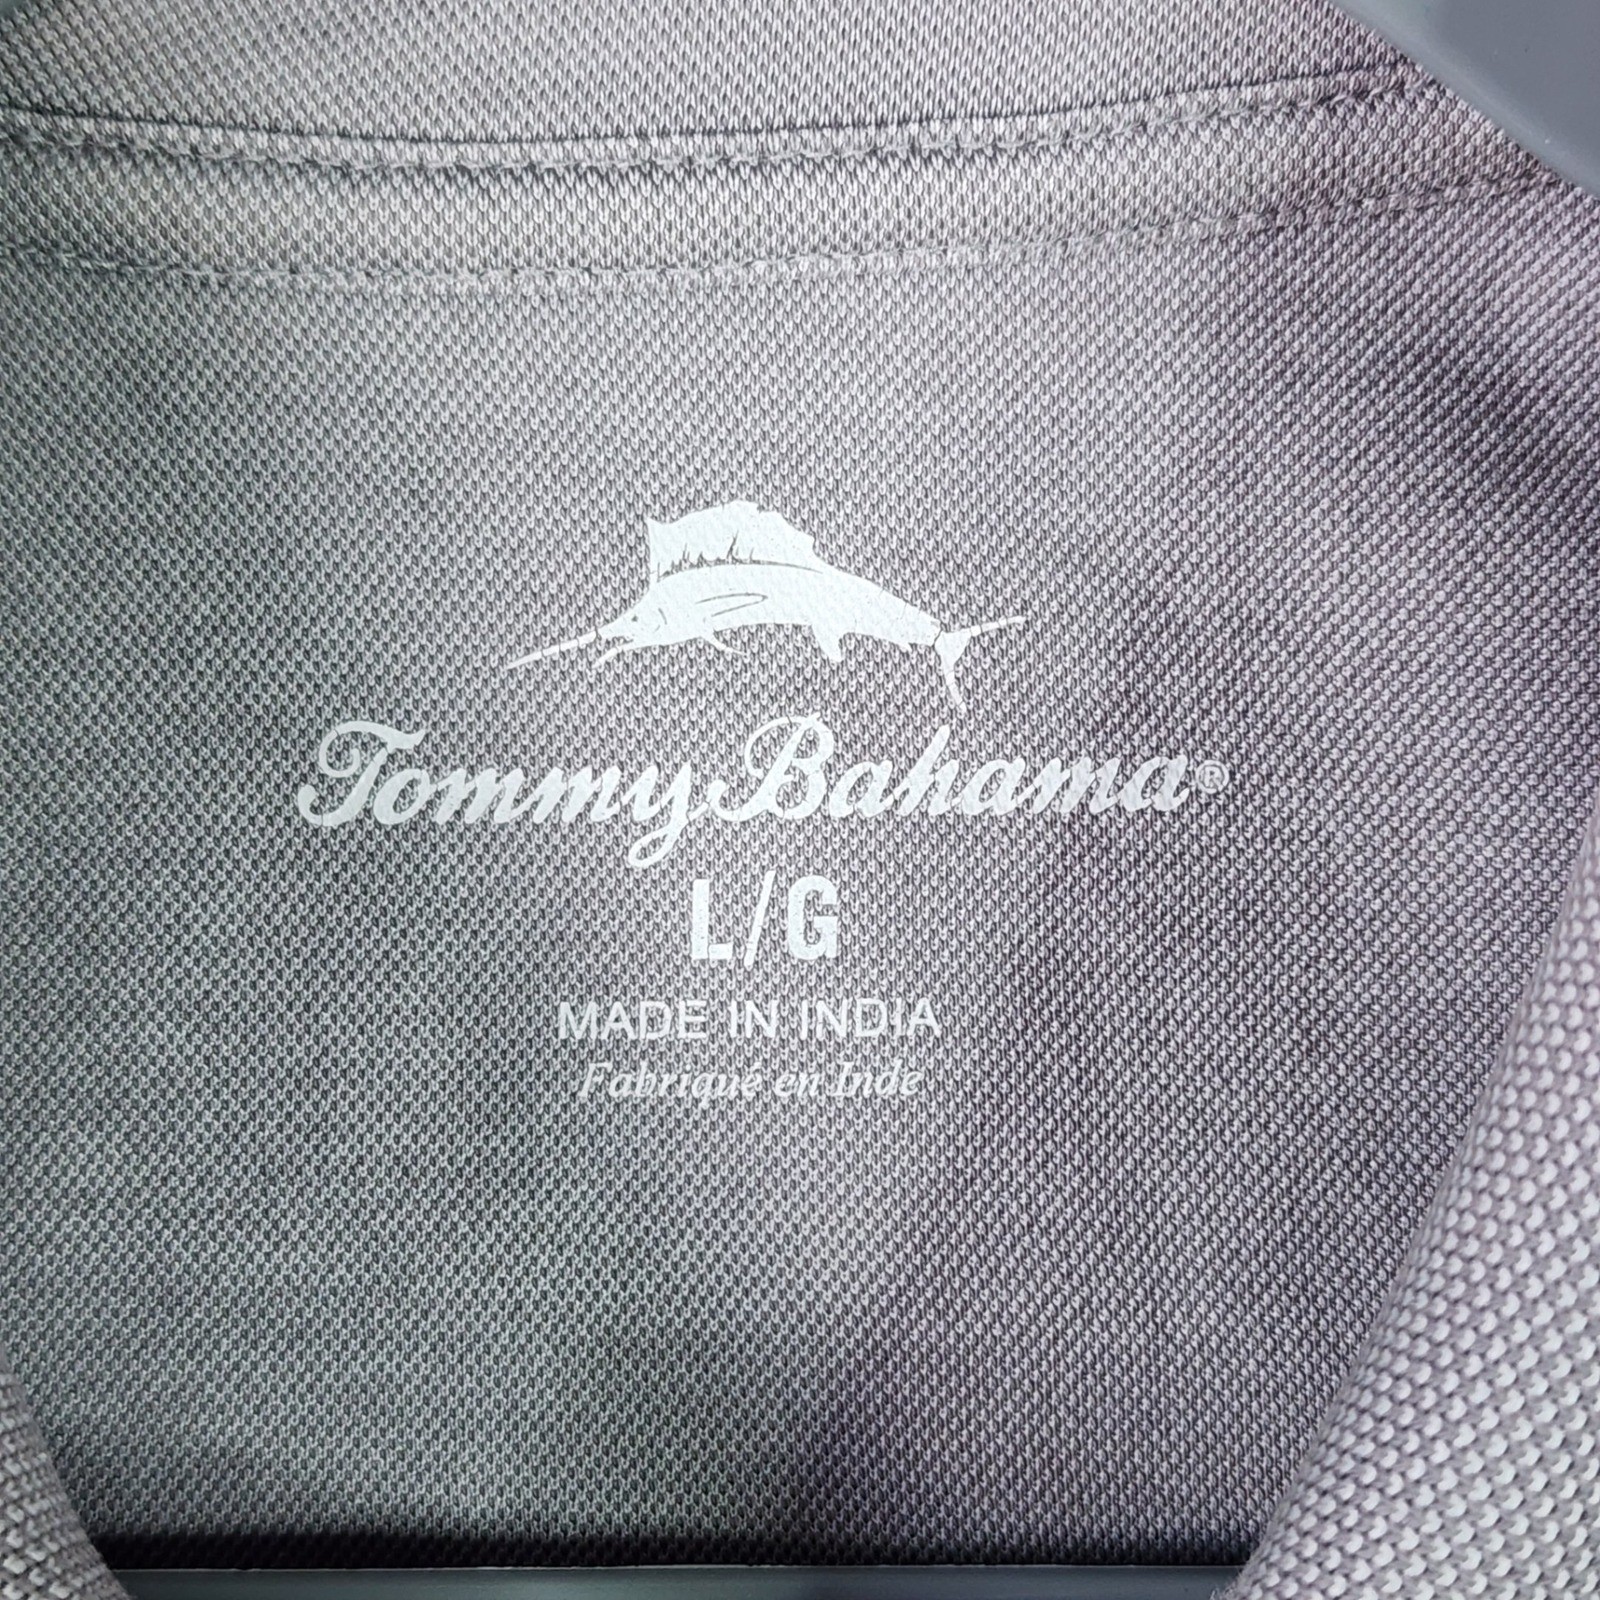 Tommy Bahama®
L/G
MADE IN INDIA
Fabriqué en Inde